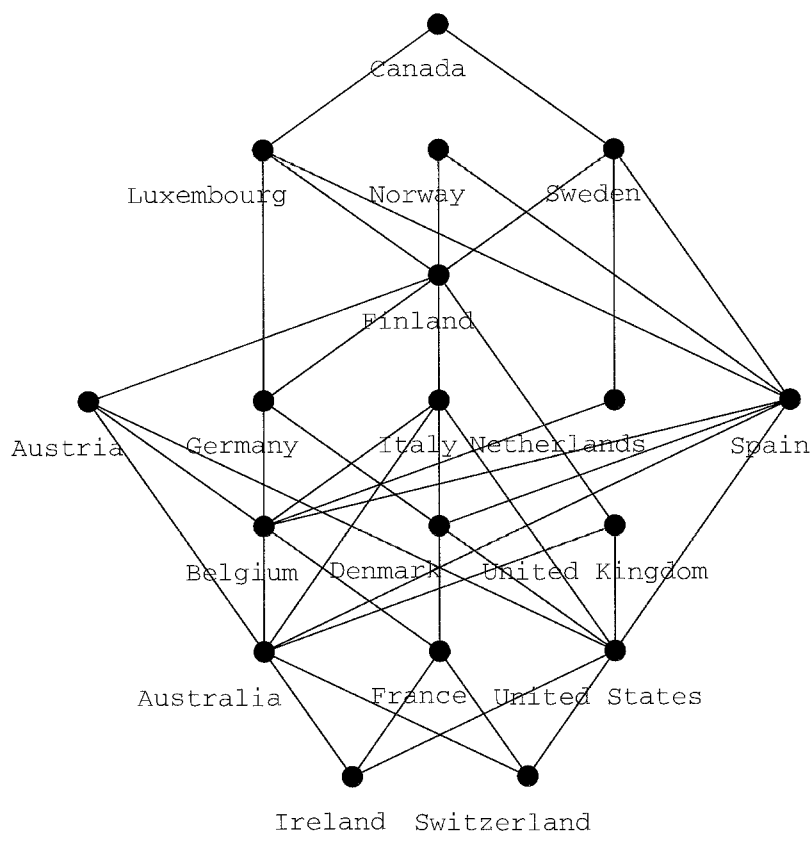 Canada
Luxembourg Norway Sweden
Finland
Austria Germany Italy Netherlands Spain
Belgium Denmark United Kingdom
Australia France United States
Ireland Switzerland